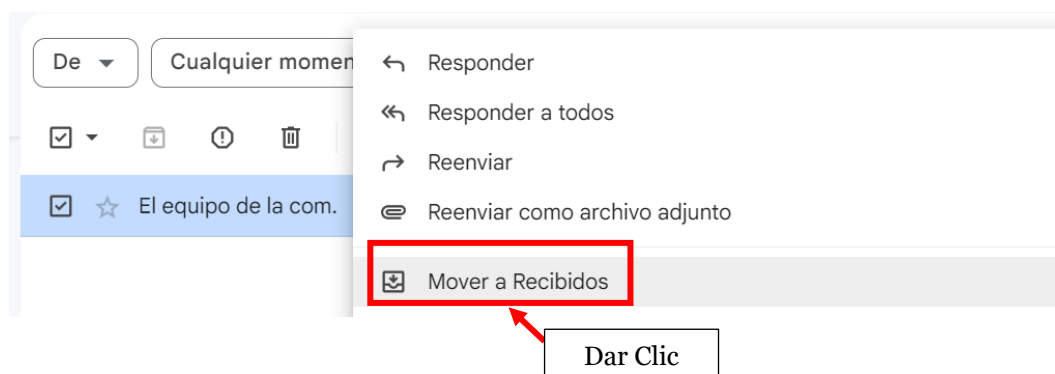 De
Cualquier momen
Responder
Responder a todos
Reenviar
El equipo de la com.
Reenviar como archivo adjunto
Mover a Recibidos
Dar Clic